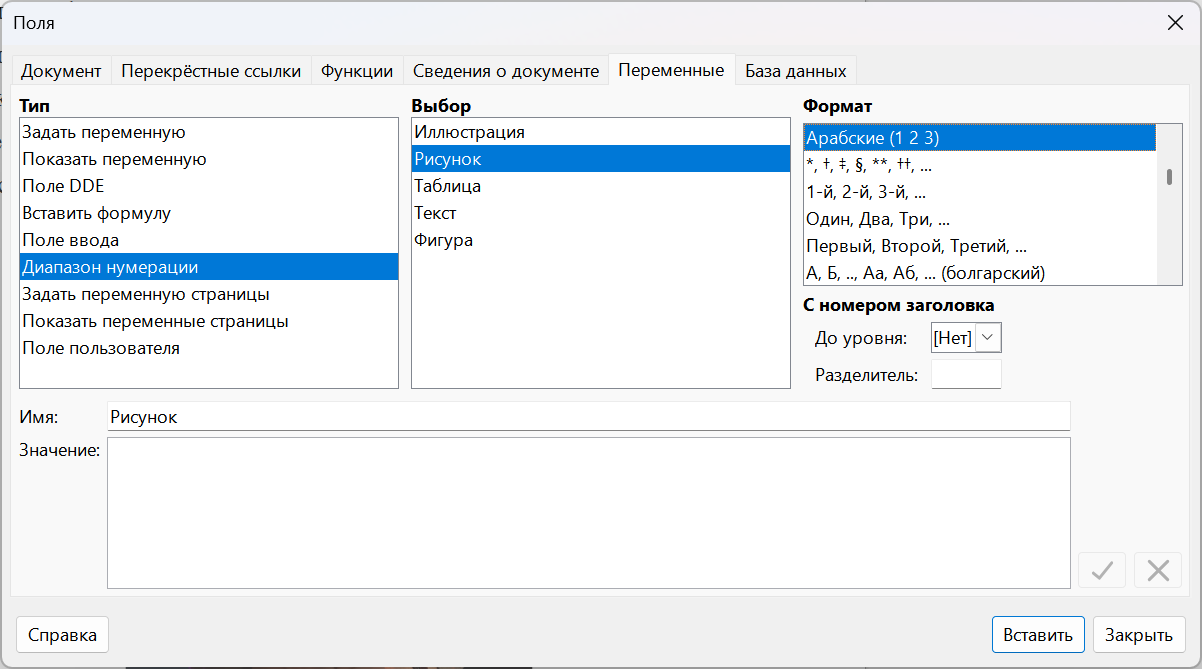 Поля
Документ Перекрёстные ссылки Функции Сведения о документе Переменные База данных
Тип
Задать переменную
Показать переменную
Поле DDE
Вставить формулу
Поле ввода
Диапазон нумерации
Задать переменную страницы
Показать переменные страницы
Поле пользователя
Выбор
Иллюстрация
Рисунок
Таблица
Текст
Фигура
Формат
Арабские (1 2 3)
*, †, ‡, §, **, ††, ...
1-й, 2-й, 3-й, ...
Один, Два, Три, ...
Первый, Второй, Третий, ...
А, Б, .., Аа, Аб, ... (болгарский)
С номером заголовка
До уровня: [Нет]
Разделитель:
Имя: Рисунок
Значение:
Справка Вставить Закрыть